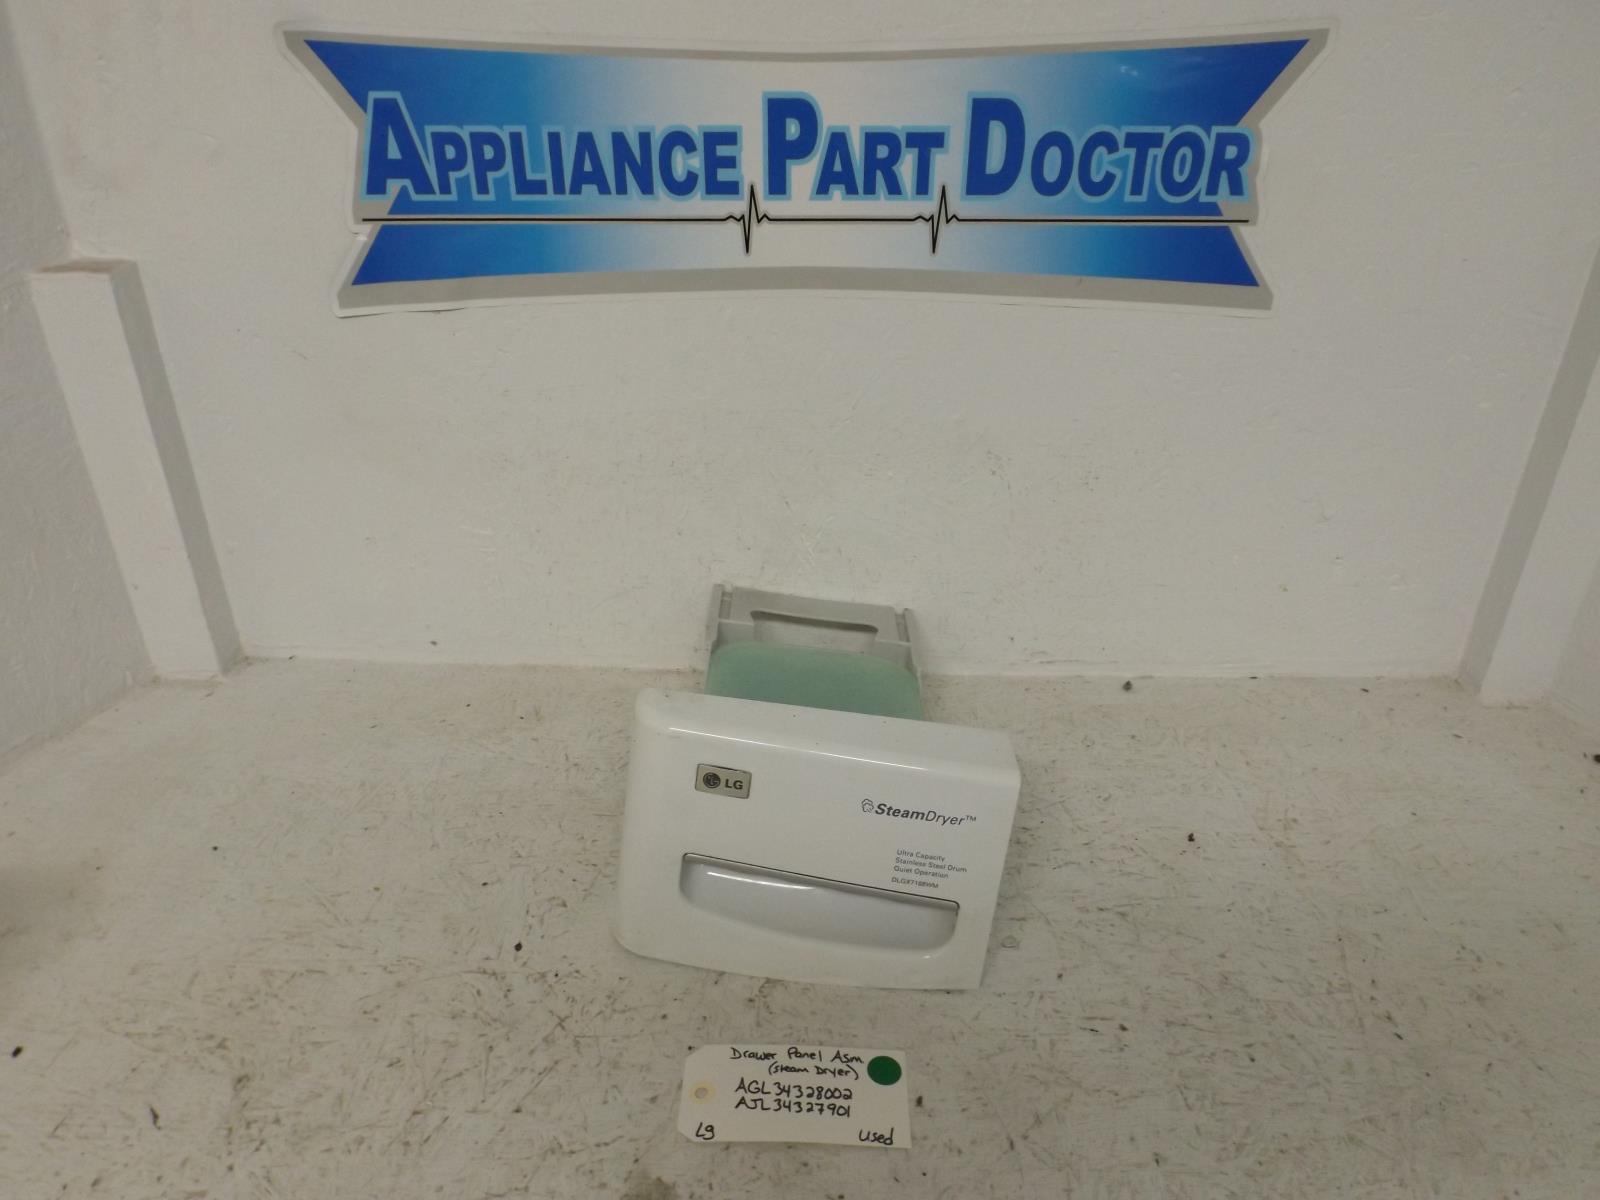 APPLIANCE PART DOCTOR
LG
SteamDryer™
Ultra Capacity
Stainless Steel Drum
Quiet Operation
DLGX7188WM
Drawer Panel Asm.
(Steam Dryer)
AGL34328002
AJL34327901
LG
Used